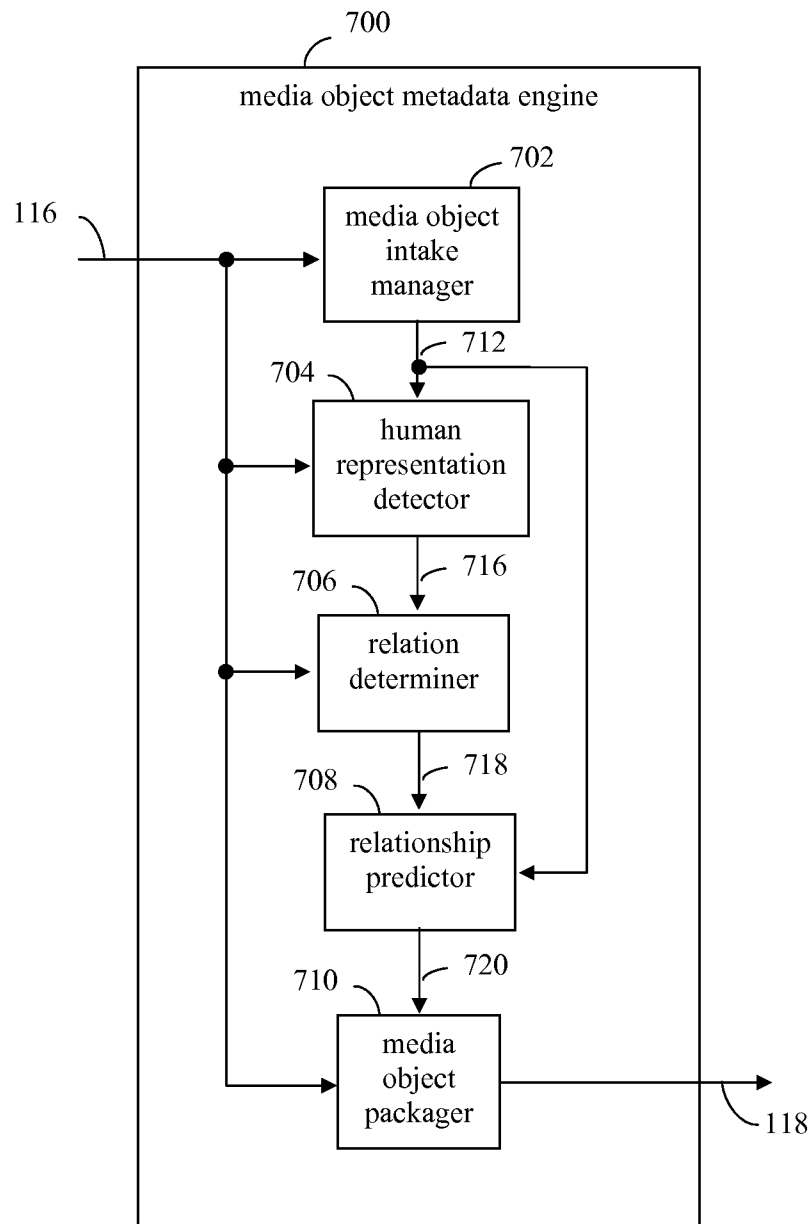 700
media object metadata engine
702
116
media object
intake
manager
712
704
human
representation
detector
716
706
relation
determiner
718
708
relationship
predictor
720
710
media
object
packager
118